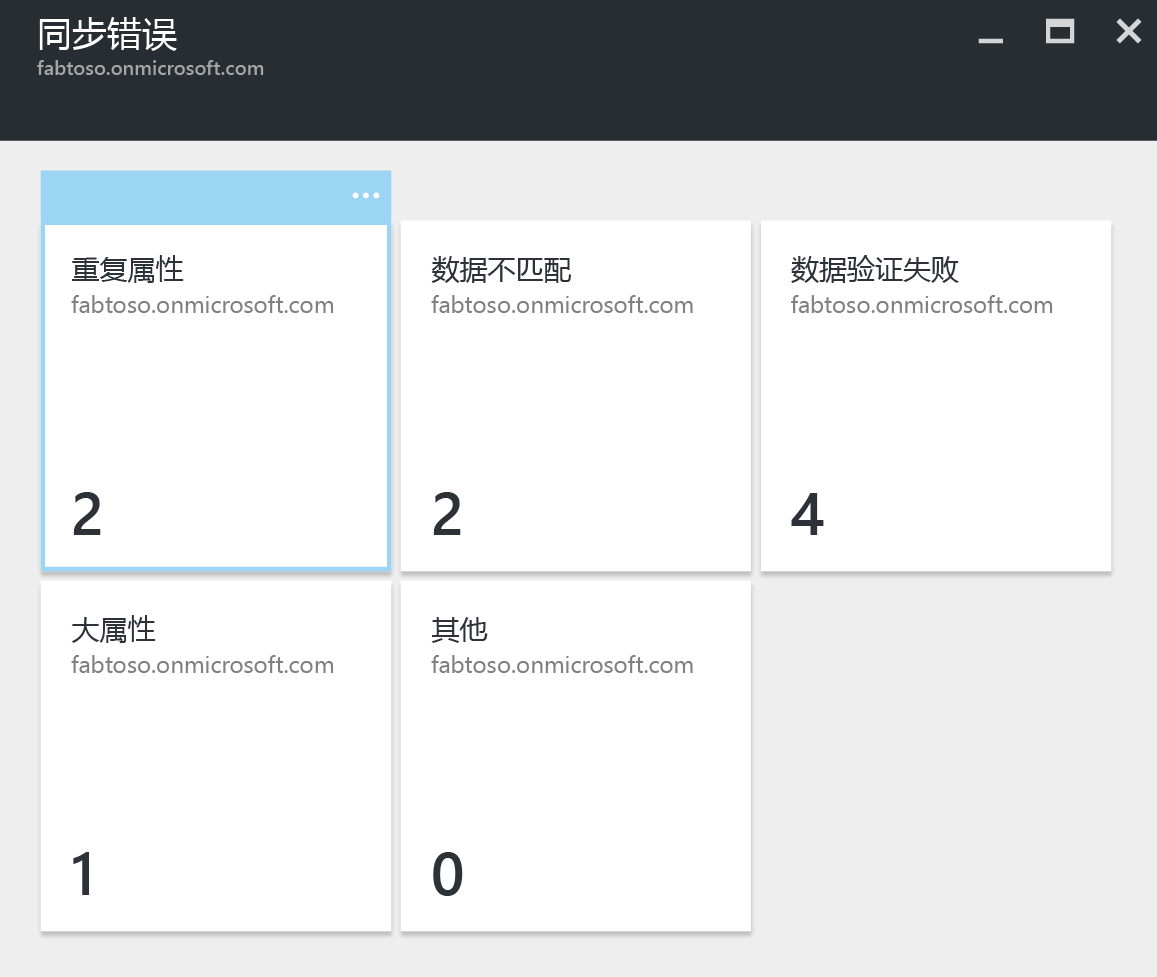 同步错误
fabtoso.onmicrosoft.com
重复属性
fabtoso.onmicrosoft.com
2
数据不匹配
fabtoso.onmicrosoft.com
2
数据验证失败
fabtoso.onmicrosoft.com
4
大属性
fabtoso.onmicrosoft.com
1
其他
fabtoso.onmicrosoft.com
0